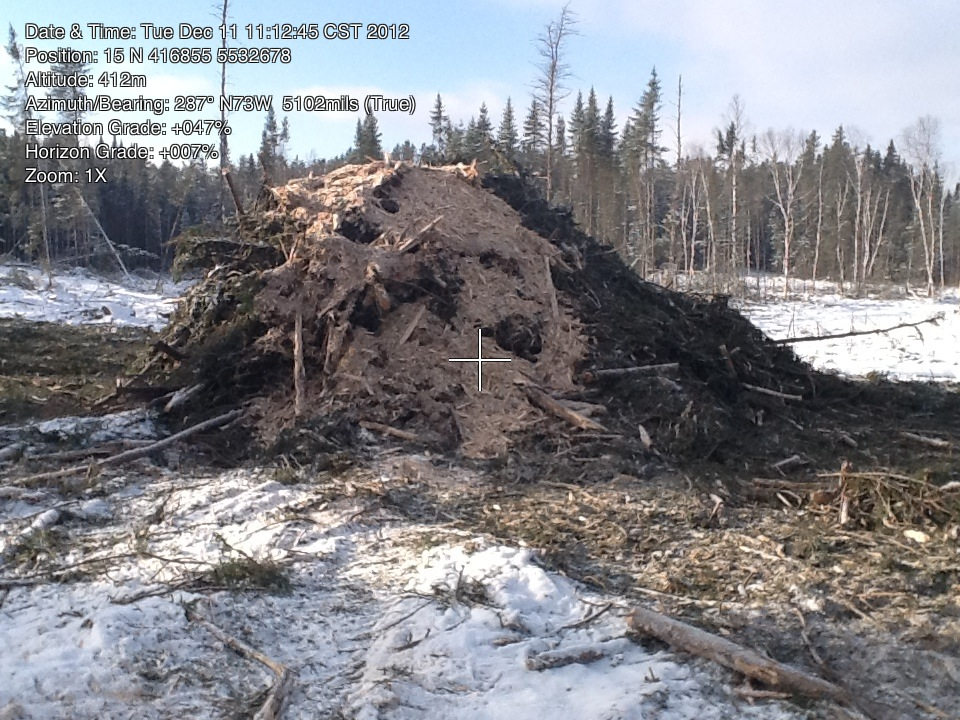 Date & Time: Tue Dec 11 11:12:45 CST 2012
Position: 15 N 416855 5532678
Altitude: 412m
Azimuth/Bearing: 287° N73W 5102mils (True)
Elevation Grade: +047%
Horizon Grade: +007%
Zoom: 1X